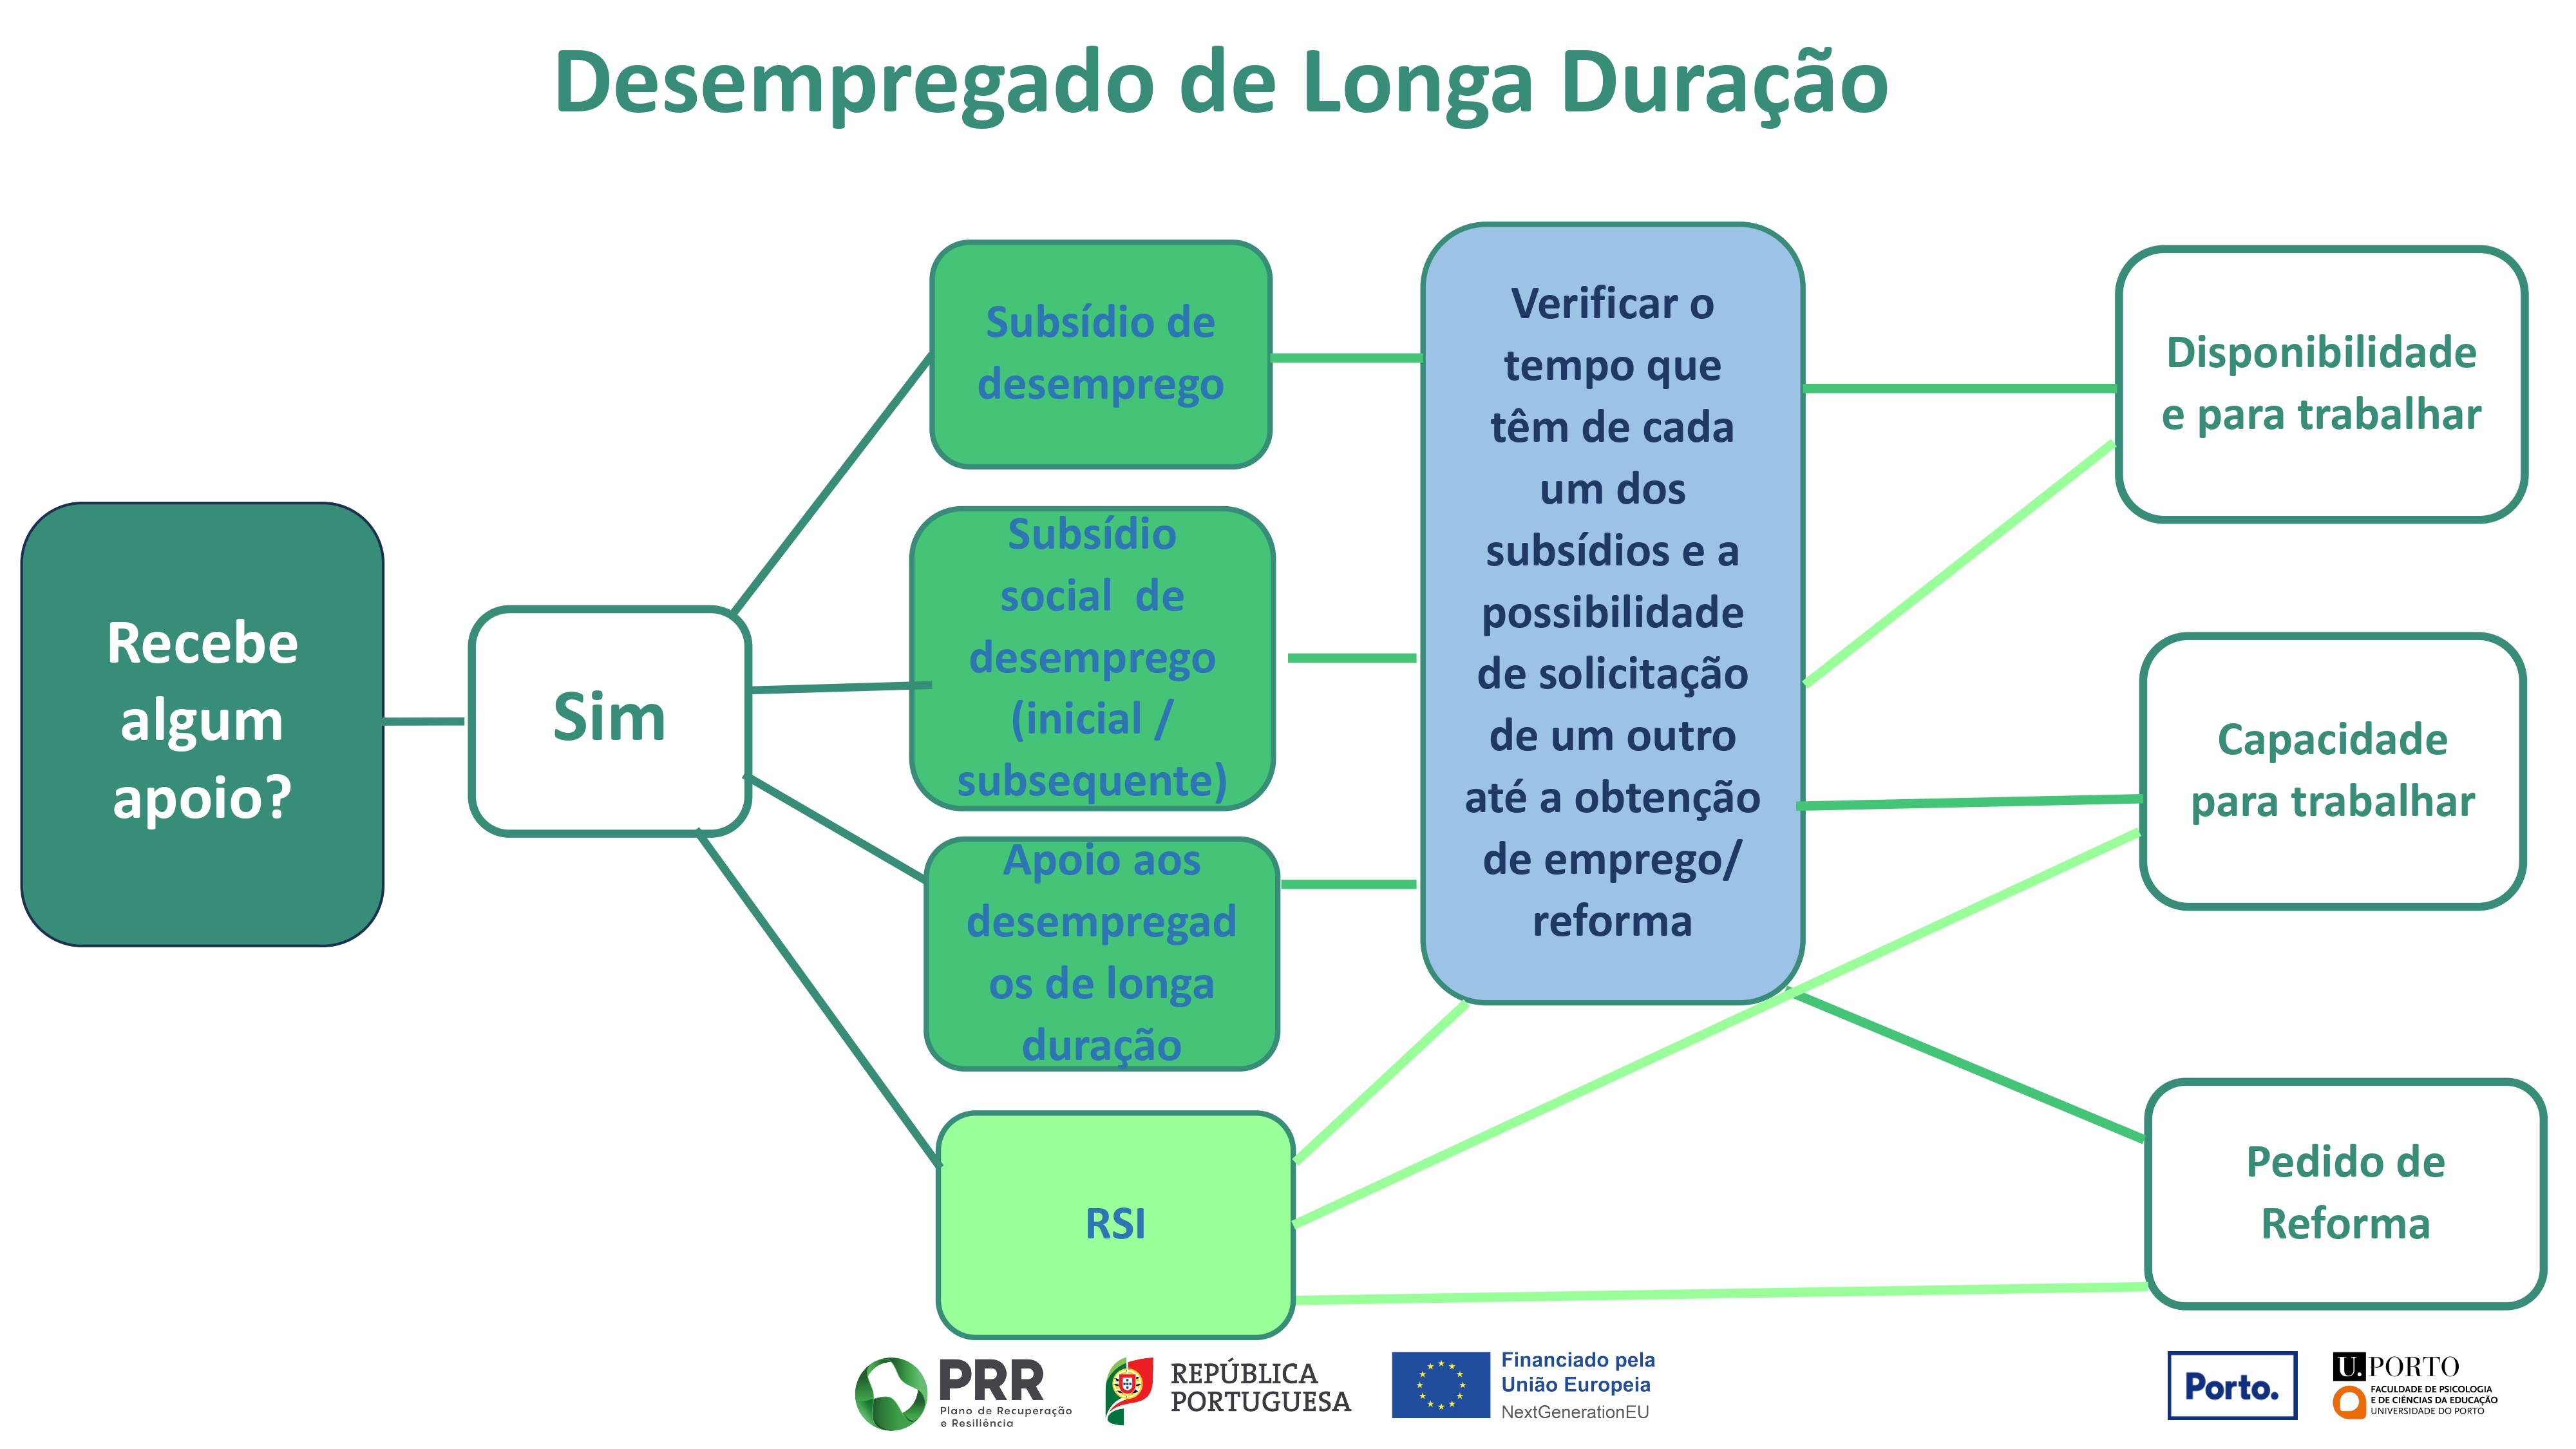 Desempregado de Longa Duração
Recebe
algum
apoio?
Sim
Subsídio de
desemprego
Subsídio
social  de
desemprego
(inicial /
subsequente)
Apoio aos
desempregad
os de longa
duração
RSI
Verificar o
tempo que
têm de cada
um dos
subsídios e a
possibilidade
de solicitação
de um outro
até a obtenção
de emprego/
reforma
Disponibilidade
e para trabalhar
Capacidade
para trabalhar
Pedido de
Reforma
PRR
Plano de Recuperação
e Resiliência
REPÚBLICA
PORTUGUESA
Financiado pela
União Europeia
NextGenerationEU
Porto.
U.PORTO
FACULDADE DE PSICOLOGIA
E DE CIÊNCIAS DA EDUCAÇÃO
UNIVERSIDADE DO PORTO